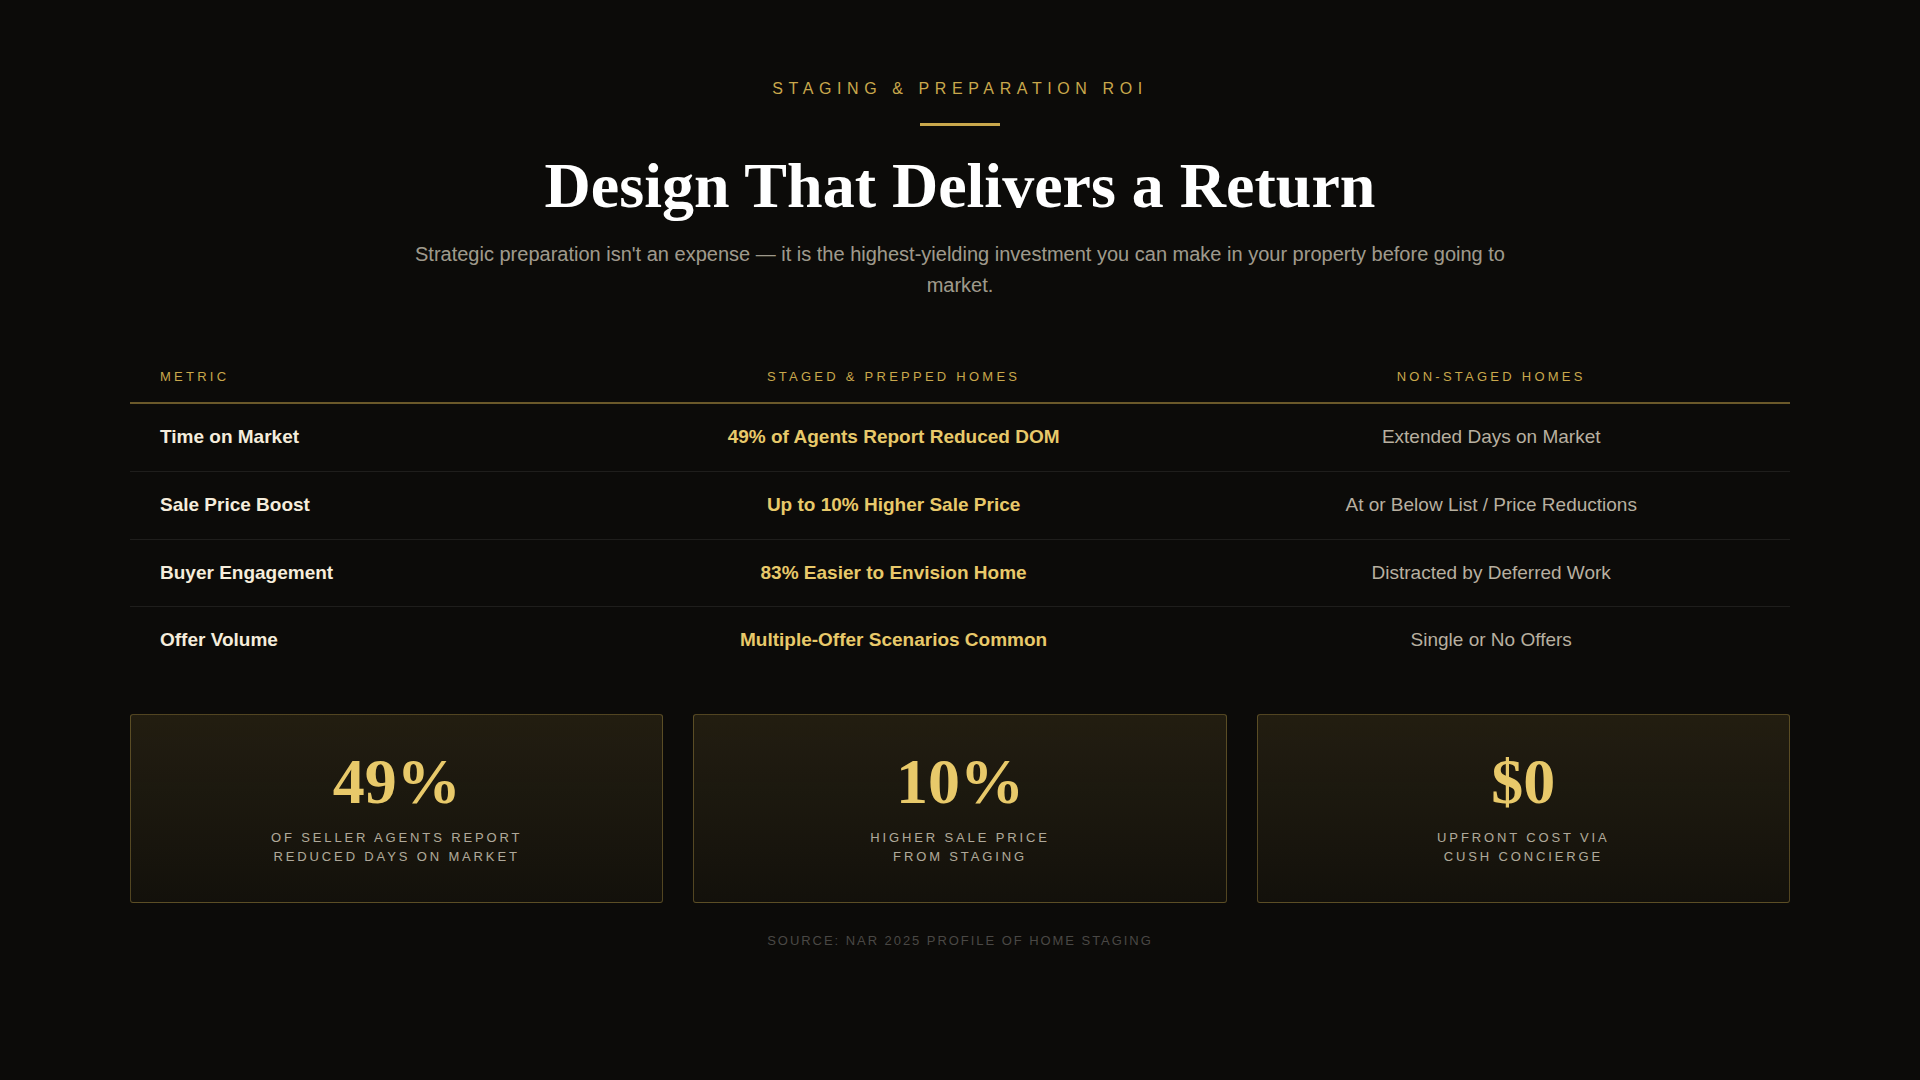 STAGING & PREPARATION ROI
Design That Delivers a Return
Strategic preparation isn't an expense — it is the highest-yielding investment you can make in your property before going to
market.
METRIC STAGED & PREPPED HOMES NON-STAGED HOMES
Time on Market 49% of Agents Report Reduced DOM Extended Days on Market
Sale Price Boost Up to 10% Higher Sale Price At or Below List / Price Reductions
Buyer Engagement 83% Easier to Envision Home Distracted by Deferred Work
Offer Volume Multiple-Offer Scenarios Common Single or No Offers
49%
OF SELLER AGENTS REPORT
REDUCED DAYS ON MARKET
10%
HIGHER SALE PRICE
FROM STAGING
$0
UPFRONT COST VIA
CUSH CONCIERGE
SOURCE: NAR 2025 PROFILE OF HOME STAGING